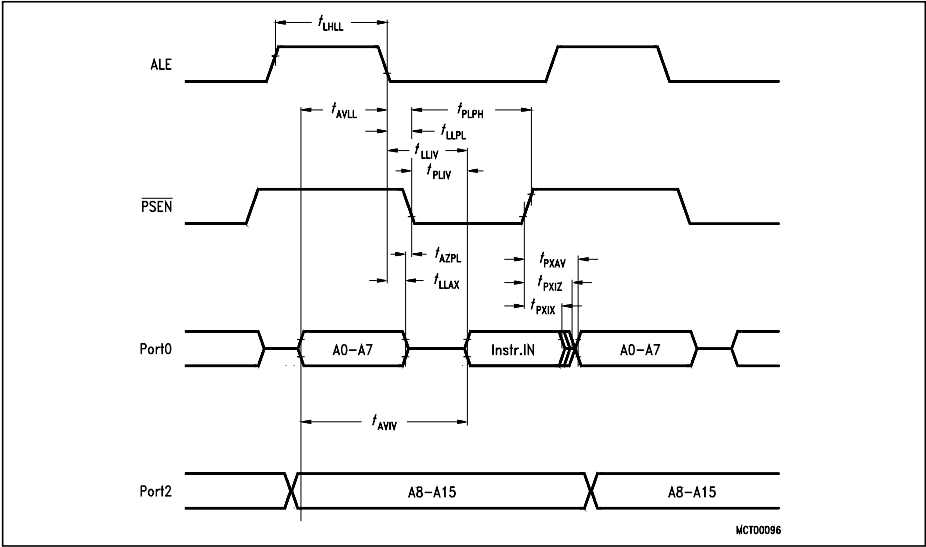 tLHLL
ALE
tAVLL
tPLPH
tLLPL
tLLIV
tPLIV
PSEN
tAZPL
tPXAV
tLLAX
tPXIZ
tPXIX
Port0
A0-A7
Instr.IN
A0-A7
tAVIV
Port2
A8-A15
A8-A15
MCT00096